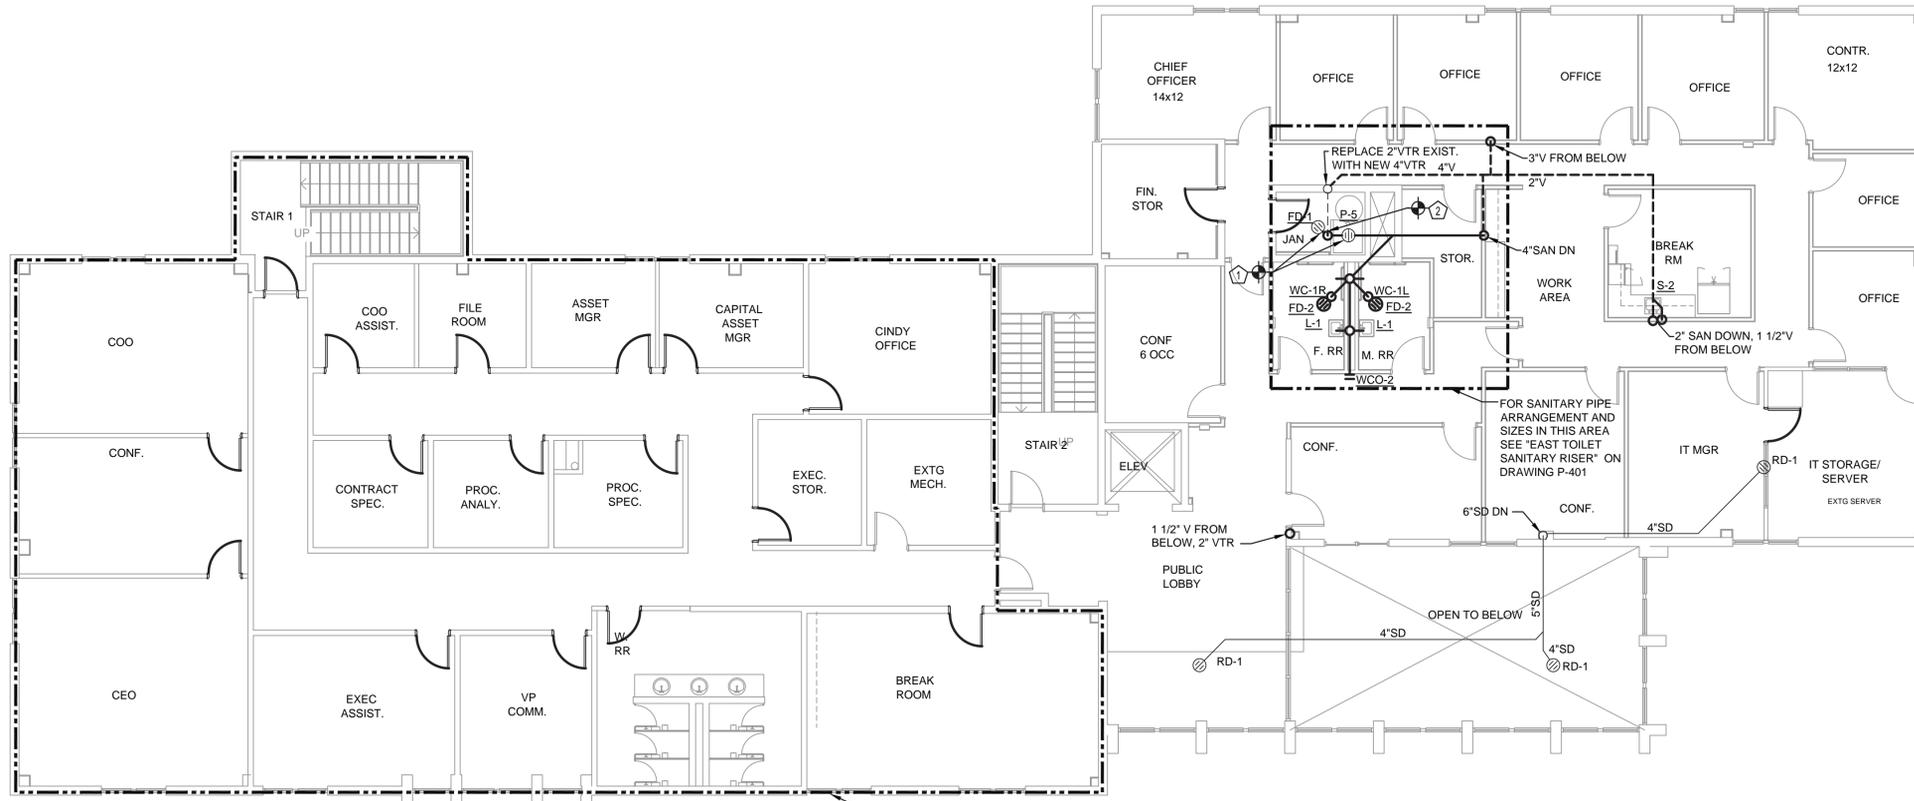 CHIEF
OFFICER
14x12
OFFICE
OFFICE
OFFICE
OFFICE
CONTR.
12x12
REPLACE 2"VTR EXIST.
WITH NEW 4"VTR
4"V
3"V FROM BELOW
2"V
FIN.
STOR
OFFICE
STAIR 1
UP
FD-1
P-5
2
JAN
4"SAN DN
STOR.
BREAK
RM
WORK
AREA
S-2
OFFICE
1
WC-1R
WC-1L
FD-2
FD-2
L-1
L-1
F. RR
M. RR
WCO-2
2" SAN DOWN, 1 1/2"V
FROM BELOW
COO
COO
ASSIST.
FILE
ROOM
ASSET
MGR
CAPITAL
ASSET
MGR
CINDY
OFFICE
CONF
6 OCC
FOR SANITARY PIPE
ARRANGEMENT AND
SIZES IN THIS AREA
SEE "EAST TOILET
SANITARY RISER" ON
DRAWING P-401
CONF.
STAIR 2
UP
ELEV
CONF.
IT MGR
RD-1
IT STORAGE/
SERVER
EXTG SERVER
CONTRACT
SPEC.
PROC.
ANALY.
PROC.
SPEC.
EXEC.
STOR.
EXTG
MECH.
6"SD DN
CONF.
4"SD
1 1/2" V FROM
BELOW, 2" VTR
PUBLIC
LOBBY
OPEN TO BELOW
5"SD
4"SD
4"SD
RD-1
RD-1
W.
RR
CEO
EXEC
ASSIST.
VP
COMM.
BREAK
ROOM